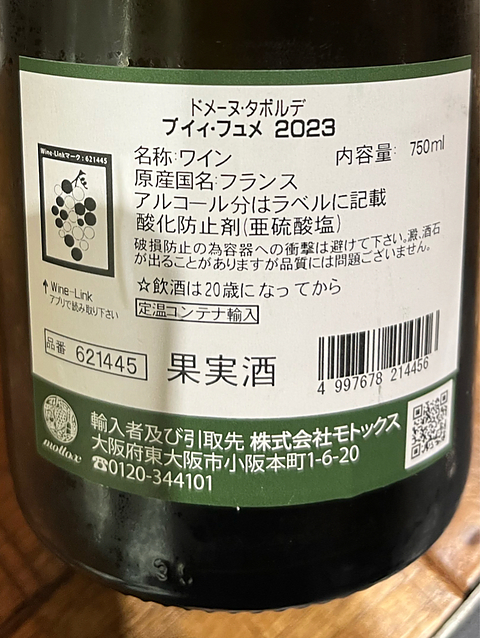 ドメーヌ・タボルデ
プイィ・フュメ 2023
Wine-Linkマーク:621445
名称:ワイン 内容量: 750ml
原産国名:フランス
アルコール分はラベルに記載
酸化防止剤(亜硫酸塩)
破損防止の為容器への衝撃は避けて下さい。澱、酒石
が出ることがありますが品質には問題ございません。
↑Wine-Link
アプリで読み取り下さい
☆飲酒は20歳になってから
定温コンテナ輸入
品番 621445
果実酒
4 997678 214456
mottox
輸入者及び引取先 株式会社モトックス
大阪府東大阪市小阪本町1-6-20
☎0120-344101